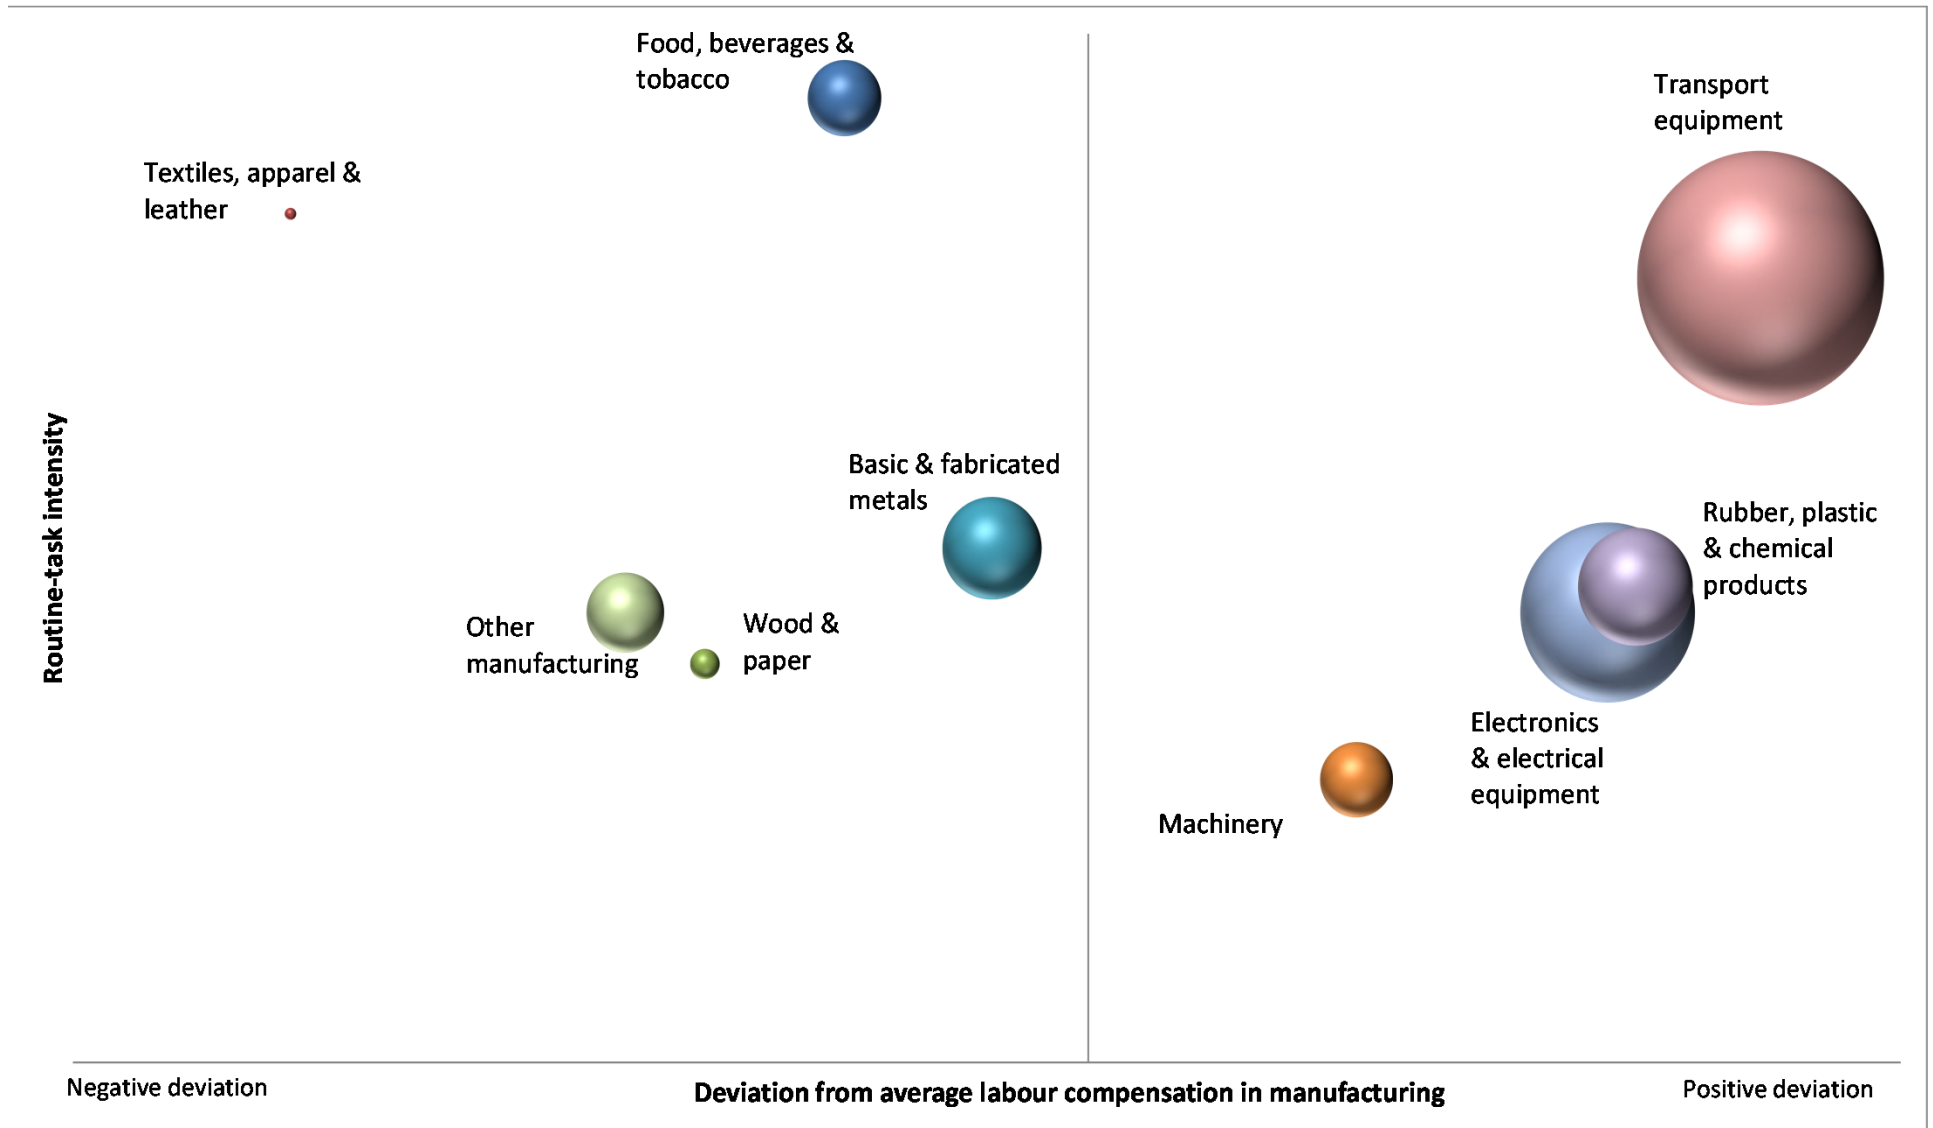 Food, beverages &
tobacco
Transport
equipment
Textiles, apparel &
leather
Routine-task intensity
Basic & fabricated
metals
Rubber, plastic
& chemical
products
Other
manufacturing
Wood &
paper
Electronics
& electrical
equipment
Machinery
Negative deviation
Deviation from average labour compensation in manufacturing
Positive deviation